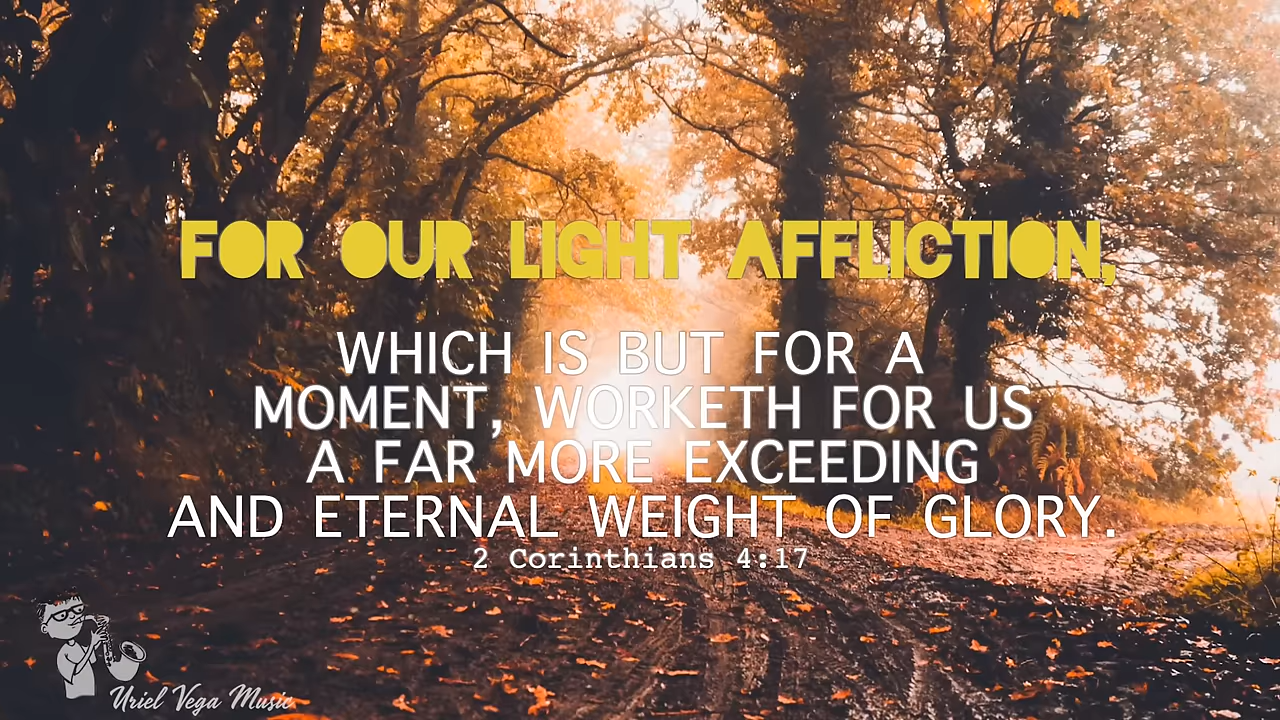 FOR OUR LIGHT AFFLICTION,
WHICH IS BUT FOR A
MOMENT, WORKETH FOR US
A FAR MORE EXCEEDING
AND ETERNAL WEIGHT OF GLORY.
2 Corinthians 4:17
Uriel Vega Music